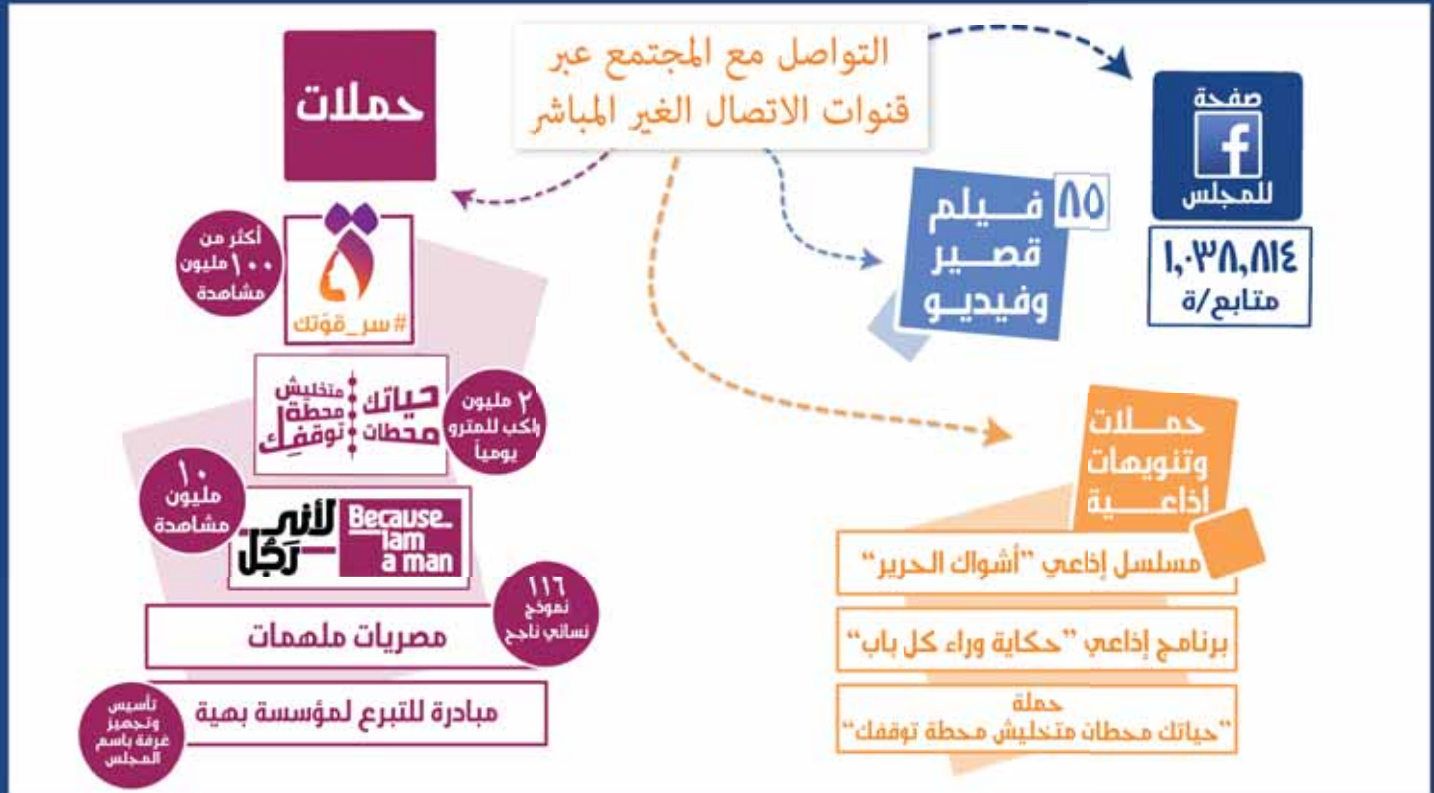 التواصل مع المجتمع عبر
قنوات الاتصال الغير المباشر
صفحة
f
للمجلس
١,٠٣٨,٨١٤
متابع/ة
٨٥
فيلم
قصير
وفيديو
حملات
وتنويهات
اذاعية
مسلسل إذاعي "أشواك الحرير"
برنامج إذاعي "حكاية وراء كل باب"
حملة
"حياتك محطات متخليش محطة توقفك"
حملات
أكثر من
١٠٠ مليون
مشاهدة
#سر_قوتك
حياتك
محطات
متخليش
محطة
توقفك
٢ مليون
راكب للمترو
يومياً
١٠
مليون
مشاهدة
لأني
رَجُل
Because
I am
a man
١١٦
نموذج
نسائي ناجح
مصريات ملهمات
مبادرة للتبرع لمؤسسة بهية
تأسيس
وتجهيز
غرفة باسم
المجلس